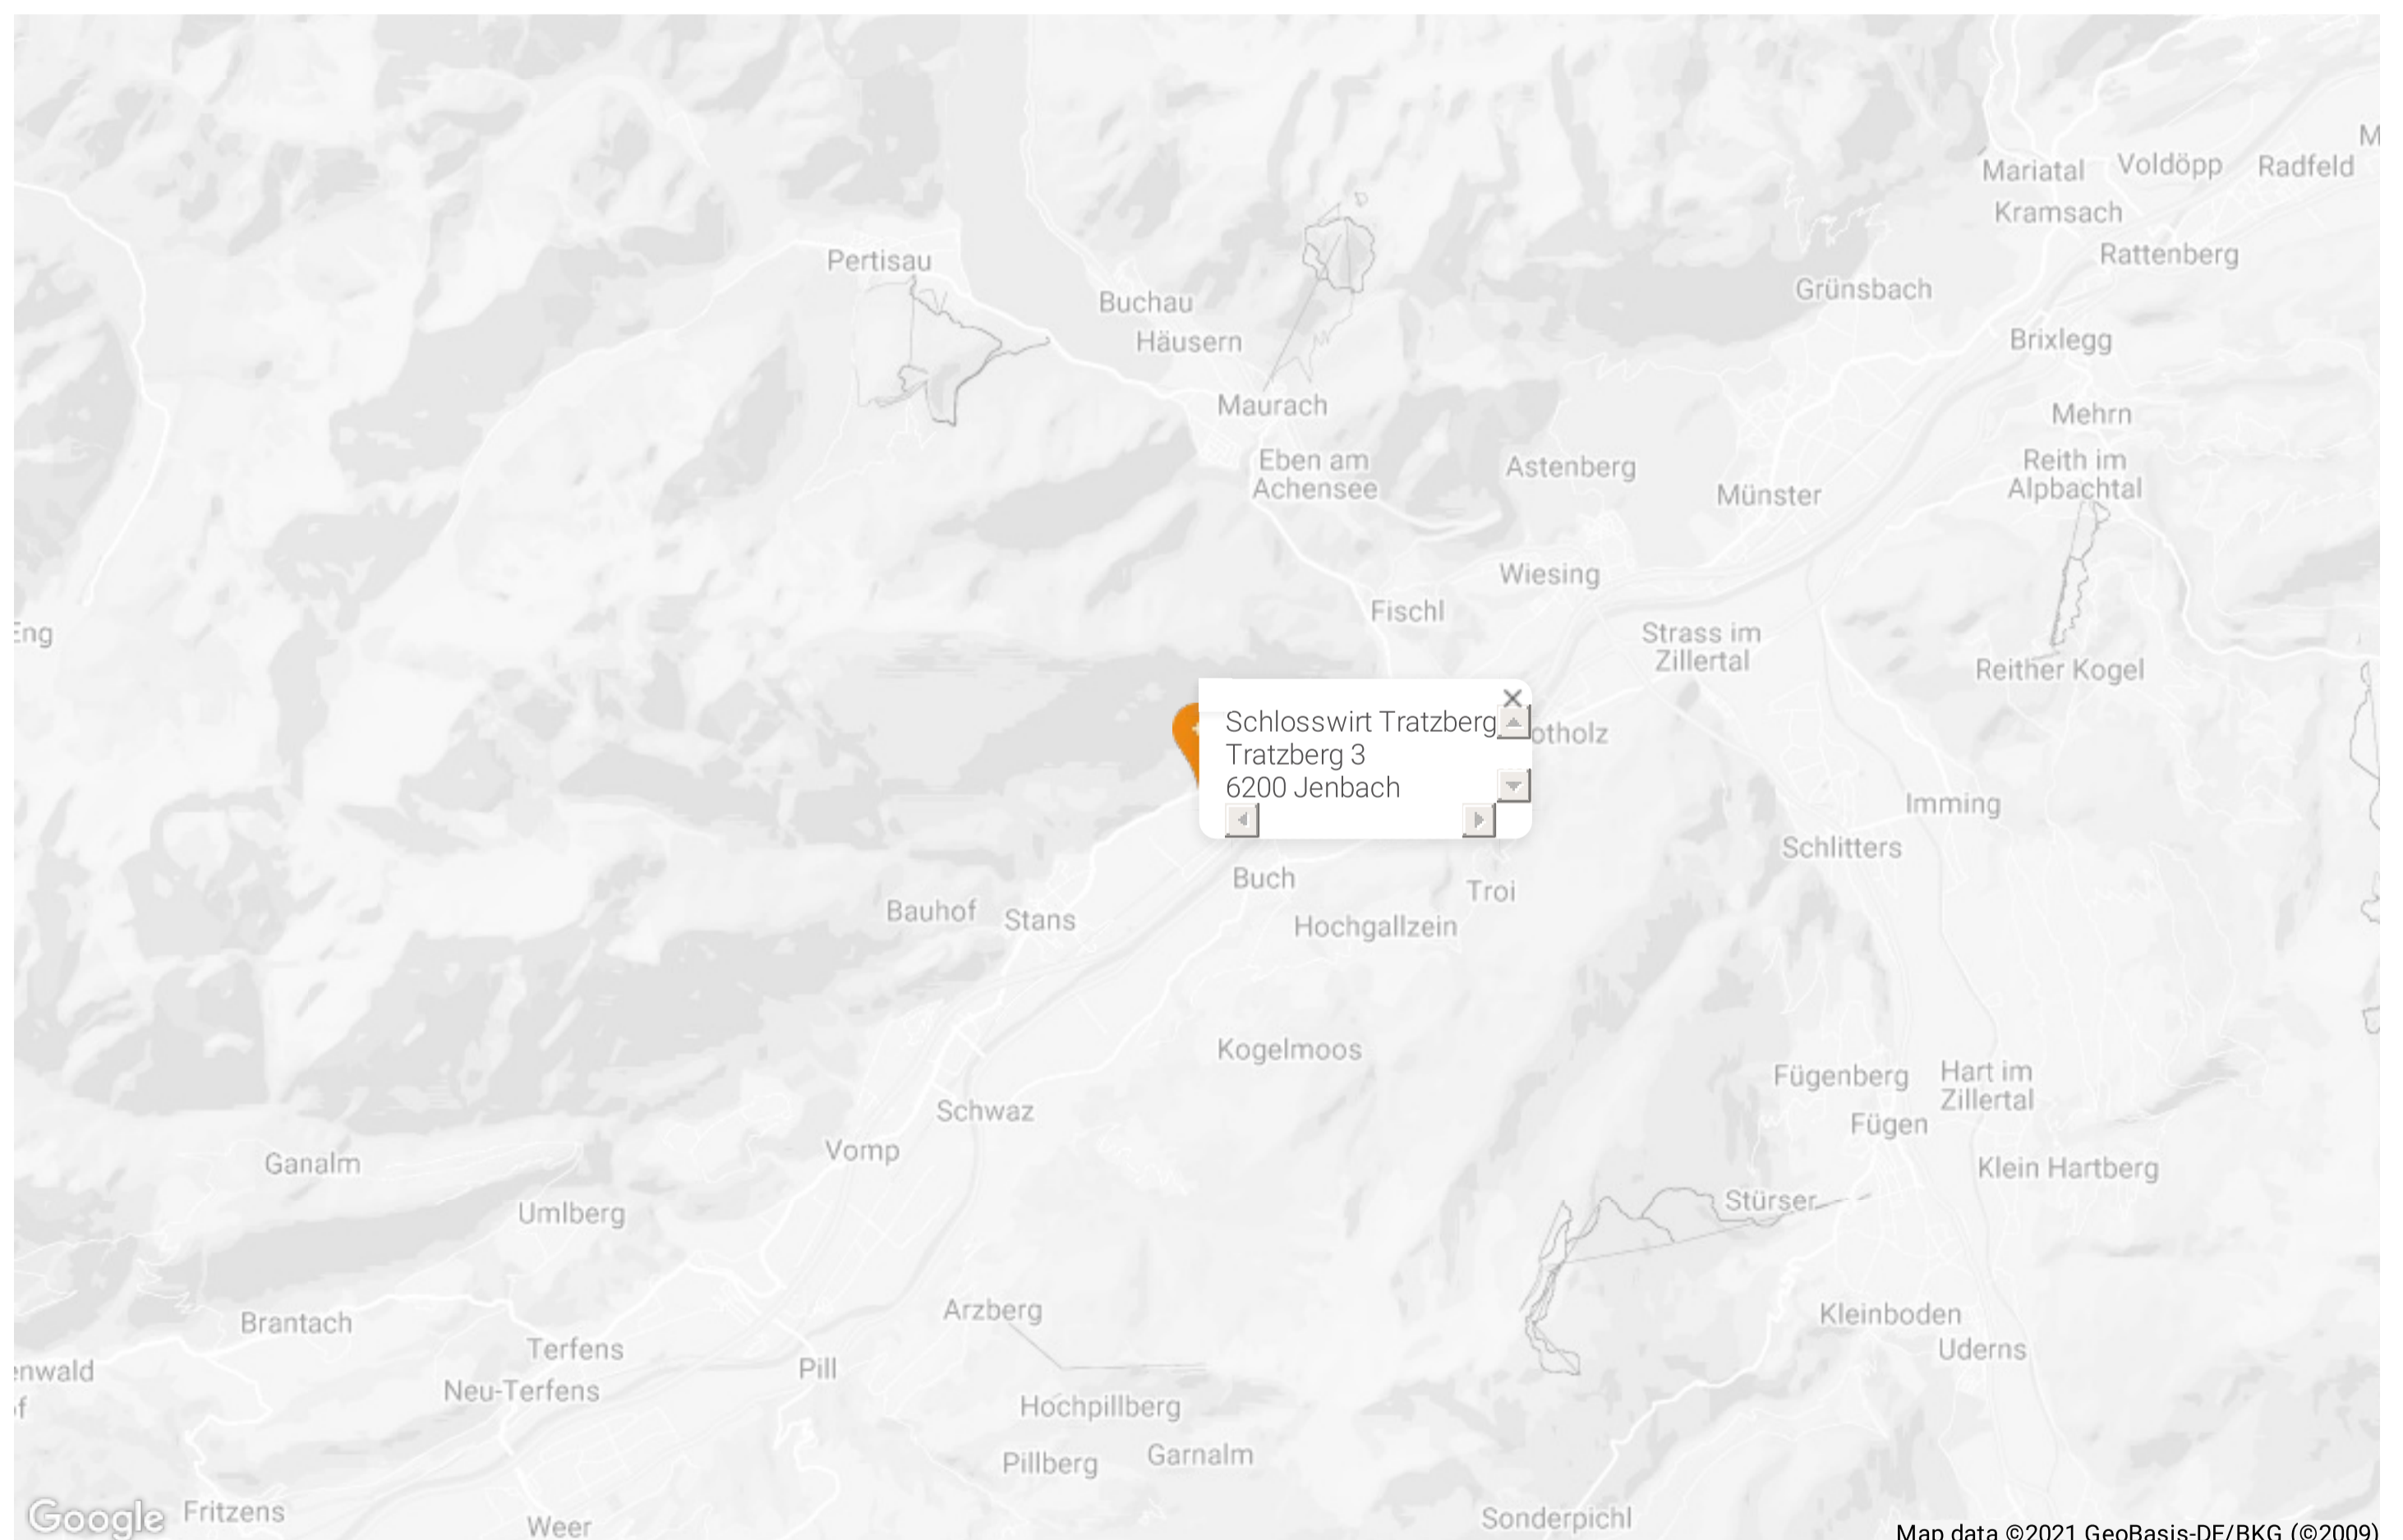 Mariatal
Voldöpp
Radfeld
M
Kramsach
Rattenberg
Pertisau
Grünsbach
Buchau
Häusern
Brixlegg
Maurach
Mehrn
Eben am
Achensee
Astenberg
Reith im
Alpbachtal
Münster
Wiesing
Fischl
Eng
Strass im
Zillertal
Reither Kogel
Schlosswirt Tratzberg
Tratzberg 3
6200 Jenbach
otholz
Imming
Schlitters
Buch
Troi
Bauhof
Stans
Hochgallzein
Kogelmoos
Fügenberg
Hart im
Zillertal
Schwaz
Fügen
Vomp
Ganalm
Klein Hartberg
Stürser
Umlberg
Arzberg
Kleinboden
Brantach
Terfens
Uderns
enwald
Pill
Neu-Terfens
f
Hochpillberg
Garnalm
Pillberg
Google
Fritzens
Weer
Sonderpichl
Map data ©2021 GeoBasis-DE/BKG (©2009)